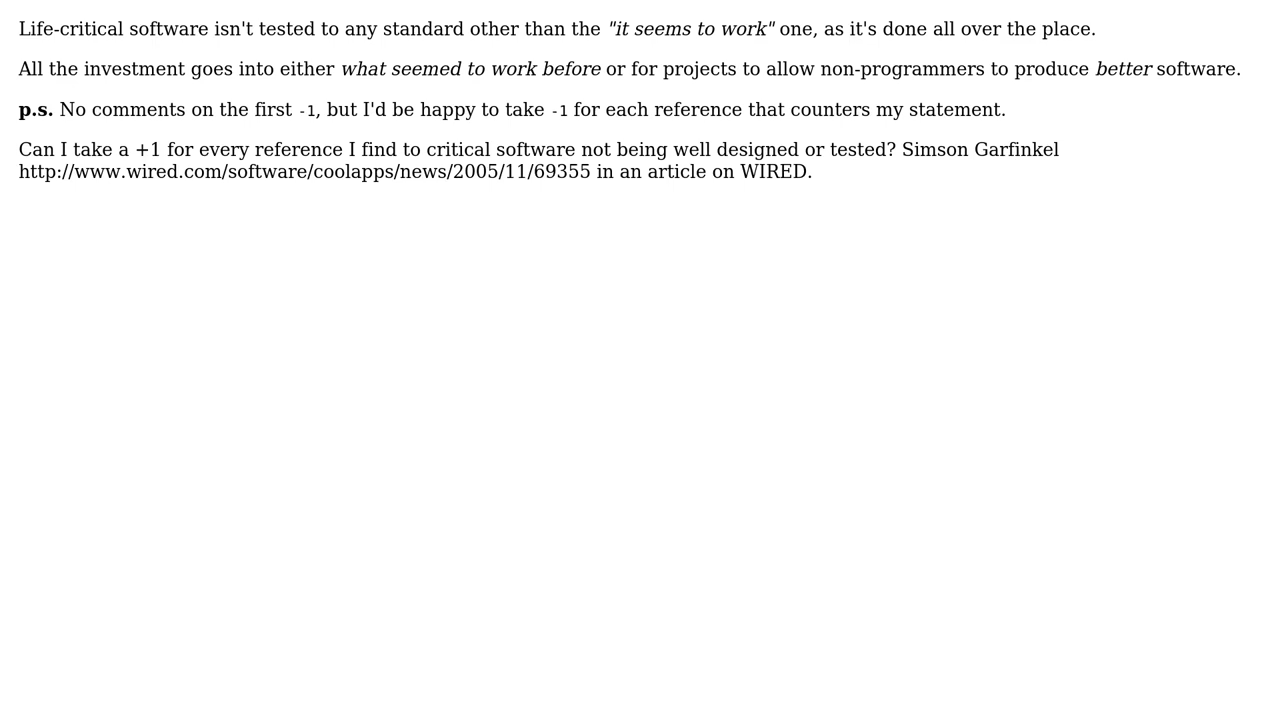 Life-critical software isn't tested to any standard other than the "it seems to work" one, as it's done all over the place.
All the investment goes into either what seemed to work before or for projects to allow non-programmers to produce better software.
p.s. No comments on the first -1, but I'd be happy to take -1 for each reference that counters my statement.
Can I take a +1 for every reference I find to critical software not being well designed or tested? Simson Garfinkel
http://www.wired.com/software/coolapps/news/2005/11/69355 in an article on WIRED.